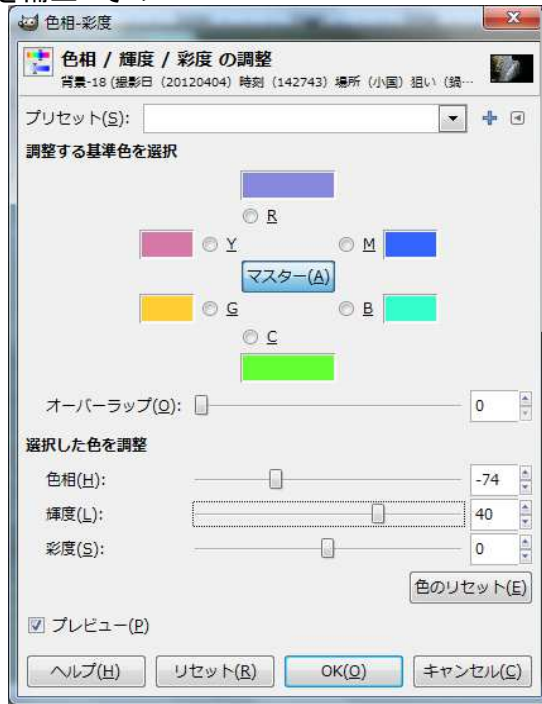 色相-彩度
色相 / 輝度 / 彩度 の調整
背景-18 (撮影日（20120404）時刻（142743）場所（小国）狙い（鍋…
プリセット(S):
調整する基準色を選択
R
Y M
マスター(A)
G B
C
オーバーラップ(O): 0
選択した色を調整
色相(H): -74
輝度(L): 40
彩度(S): 0
色のリセット(E)
プレビュー(P)
ヘルプ(H) リセット(R) OK(O) キャンセル(C)